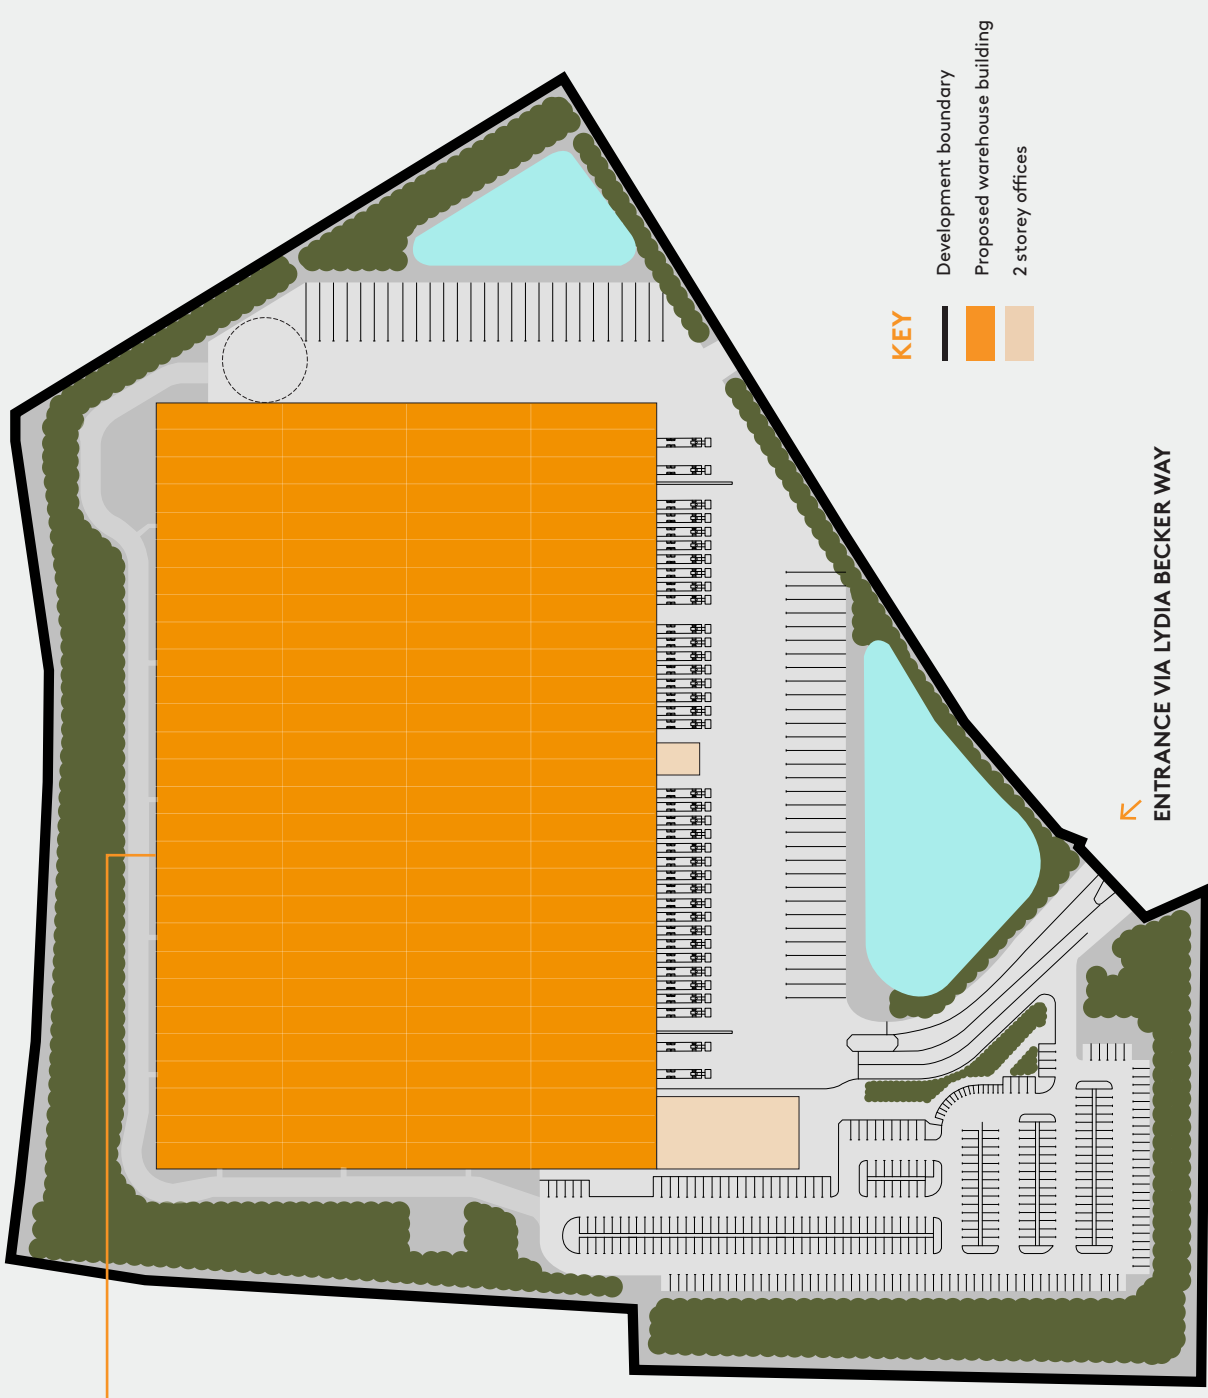 KEY
Development boundary
Proposed warehouse building
2 storey offices
ENTRANCE VIA LYDIA BECKER WAY